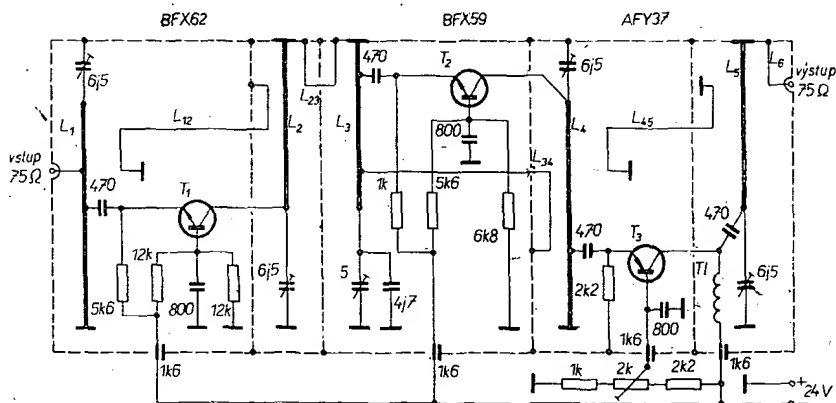 BFX62 BFX59 AFY37
6j5 470 T2 6j5 L5 L6
výstup 75Ω
L23
L12 L45
L1 L2 L3 800 L4
vstup 75Ω
1k 5k6 L34
470 T1 6k8 470 T3 470
12k 6j5 5 2k2 Tl 6j5
5k6 800 12k 4j7 800
1k6 1k6 1k6 1k6
1k 2k 2k2 + 24V